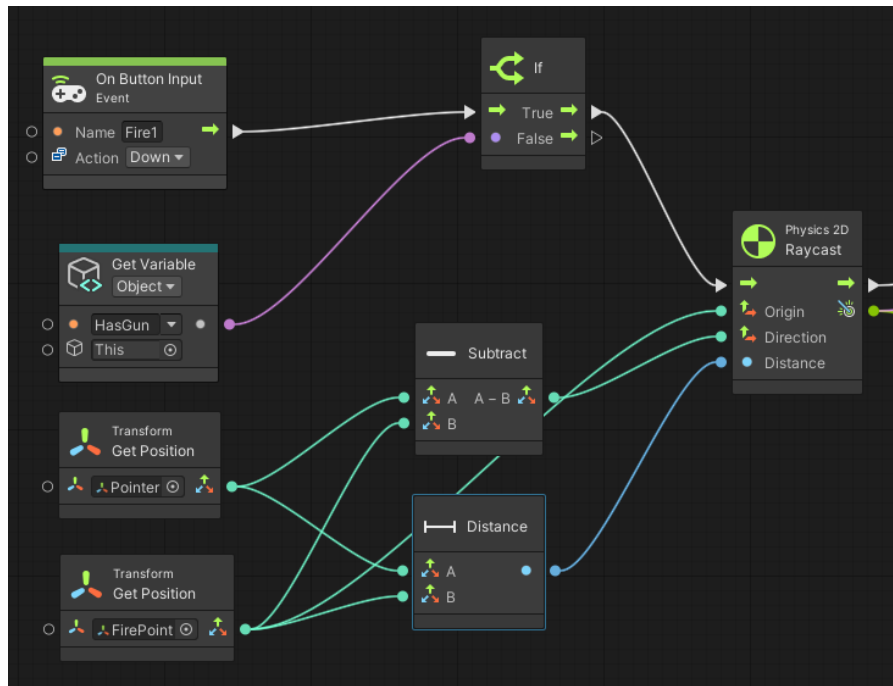 On Button Input
Event
Name Fire1
Action Down
If
True
False
Get Variable
Object
HasGun
This
Physics 2D
Raycast
Origin
Direction
Distance
Subtract
A A – B
B
Transform
Get Position
Pointer
Distance
A
B
Transform
Get Position
FirePoint